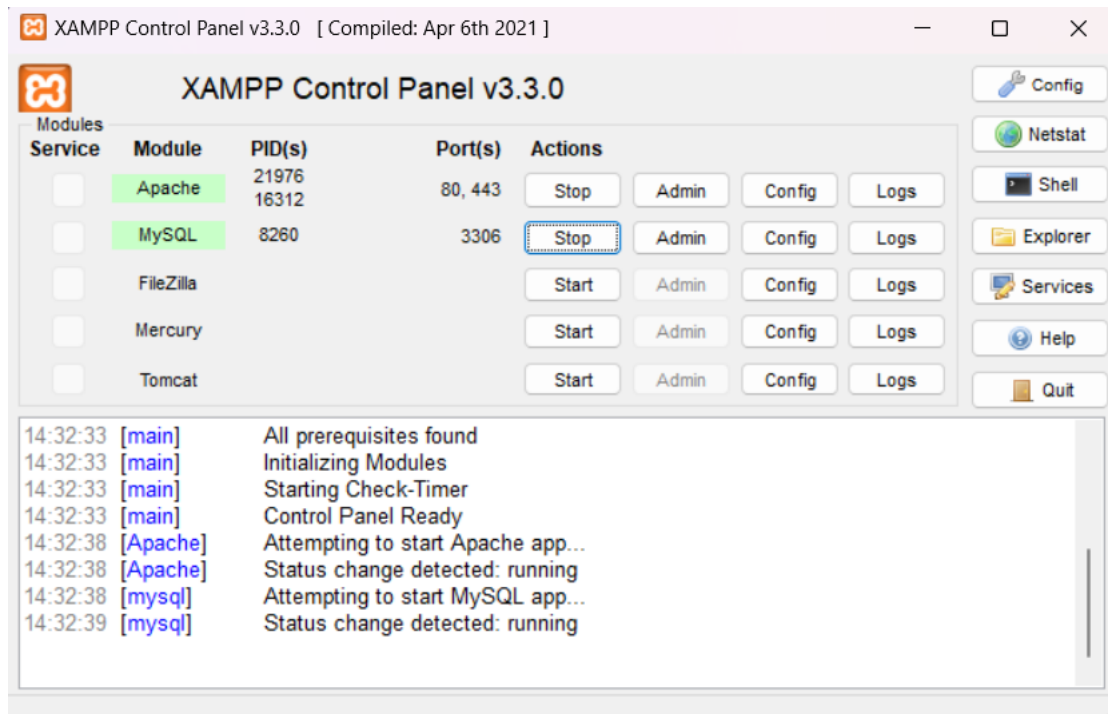 XAMPP Control Panel v3.3.0 [ Compiled: Apr 6th 2021 ]
XAMPP Control Panel v3.3.0
Config
Netstat
Shell
Explorer
Services
Help
Quit
Modules
Service Module PID(s) Port(s) Actions
Apache 21976 16312 80, 443 Stop Admin Config Logs
MySQL 8260 3306 Stop Admin Config Logs
FileZilla Start Admin Config Logs
Mercury Start Admin Config Logs
Tomcat Start Admin Config Logs
14:32:33 [main] All prerequisites found
14:32:33 [main] Initializing Modules
14:32:33 [main] Starting Check-Timer
14:32:33 [main] Control Panel Ready
14:32:38 [Apache] Attempting to start Apache app...
14:32:38 [Apache] Status change detected: running
14:32:38 [mysql] Attempting to start MySQL app...
14:32:39 [mysql] Status change detected: running